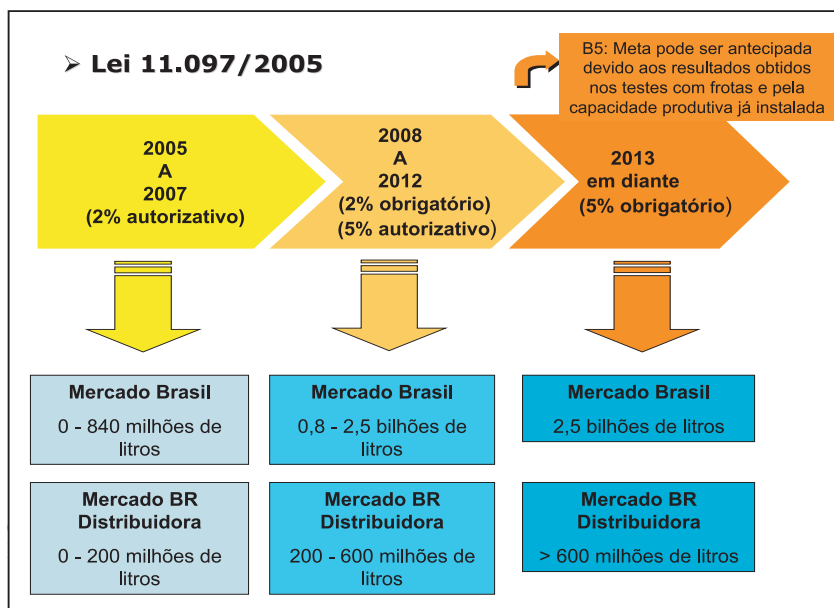 ➢ Lei 11.097/2005
B5: Meta pode ser antecipada
devido aos resultados obtidos
nos testes com frotas e pela
capacidade produtiva já instalada
2005
A
2007
(2% autorizativo)
2008
A
2012
(2% obrigatório)
(5% autorizativo)
2013
em diante
(5% obrigatório)
Mercado Brasil
0 - 840 milhões de
litros
Mercado Brasil
0,8 - 2,5 bilhões de
litros
Mercado Brasil
2,5 bilhões de litros
Mercado BR
Distribuidora
0 - 200 milhões de
litros
Mercado BR
Distribuidora
200 - 600 milhões de
litros
Mercado BR
Distribuidora
> 600 milhões de litros